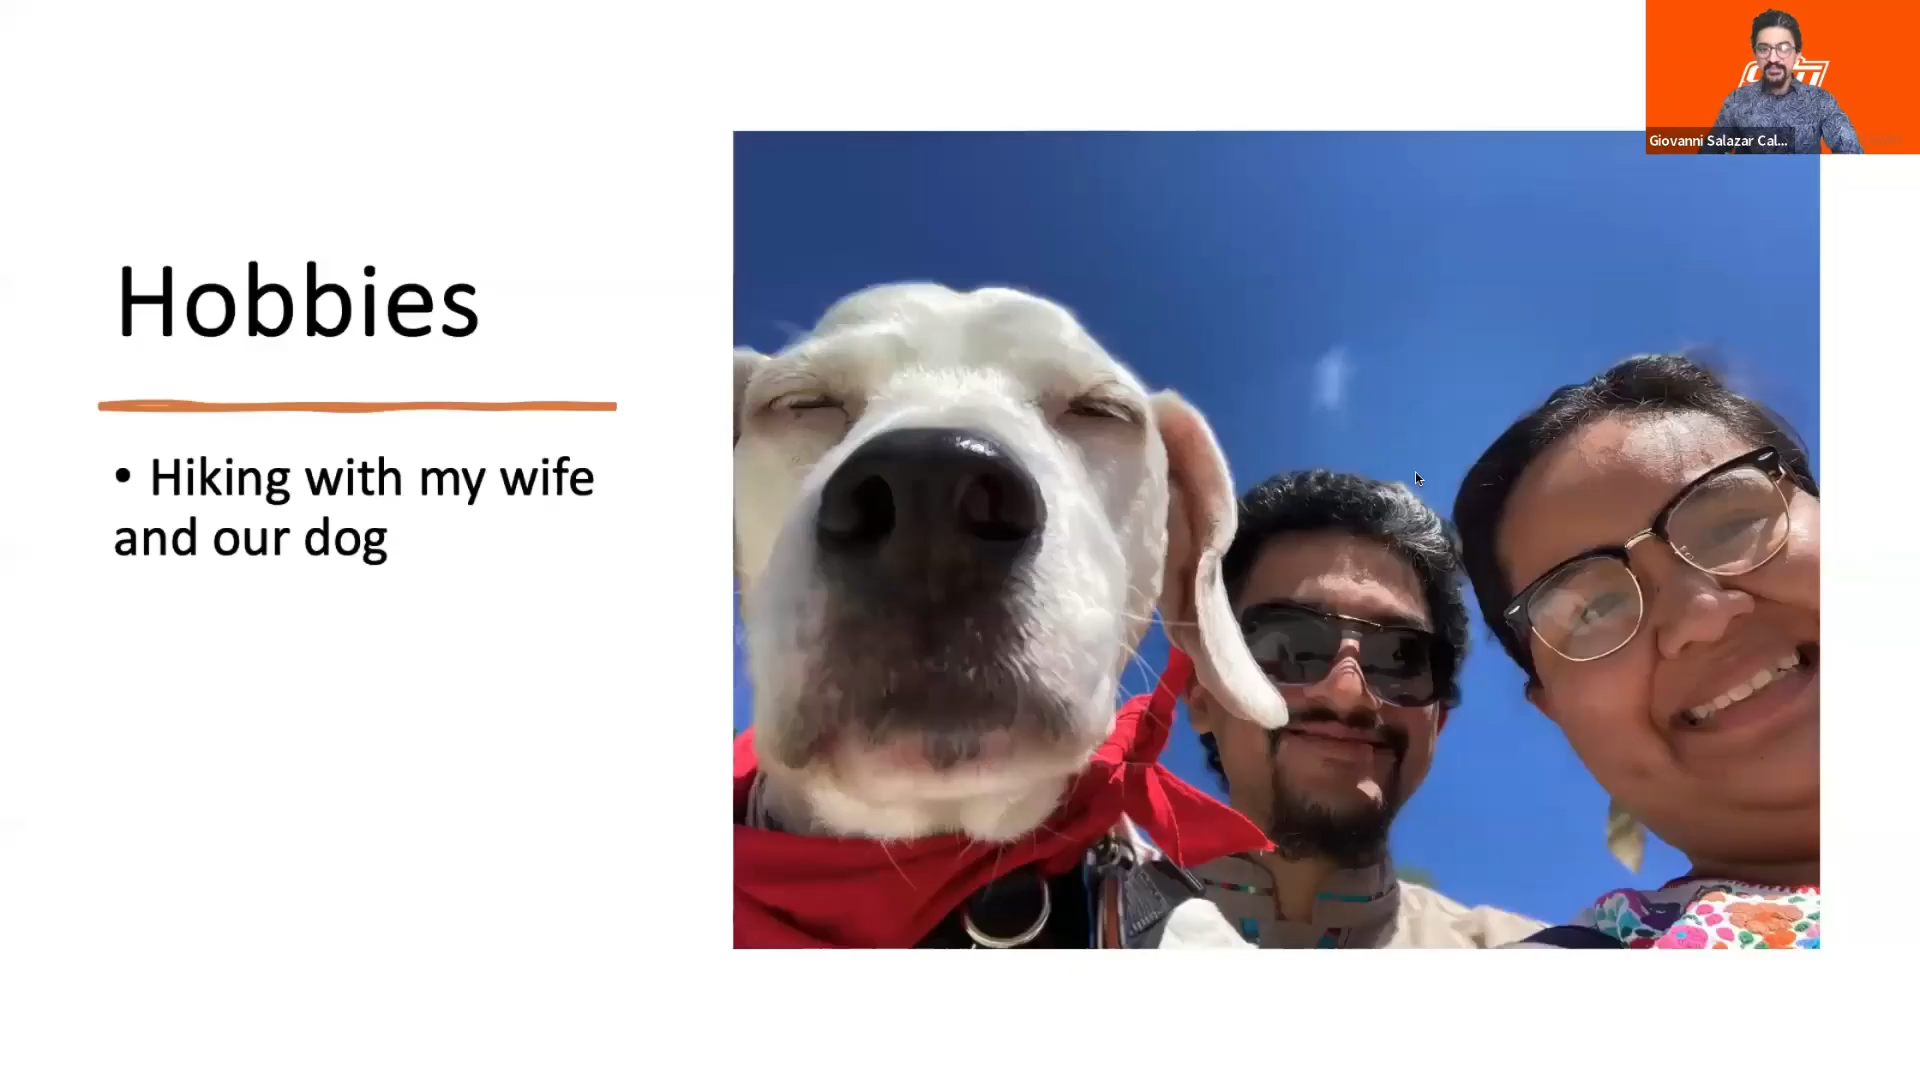 Giovanni Salazar Cal...
Hobbies
• Hiking with my wife
and our dog